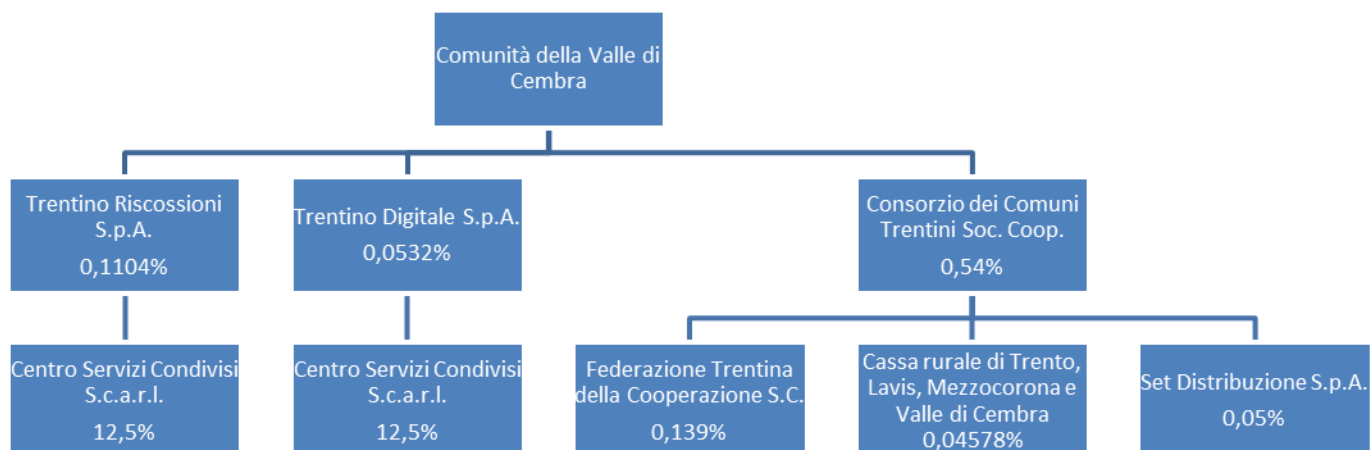 Comunità della Valle di
Cembra
Trentino Riscossioni
S.p.A.
0,1104%
Trentino Digitale S.p.A.
0,0532%
Consorzio dei Comuni
Trentini Soc. Coop.
0,54%
Centro Servizi Condivisi
S.c.a.r.l.
12,5%
Centro Servizi Condivisi
S.c.a.r.l.
12,5%
Federazione Trentina
della Cooperazione S.C.
0,139%
Cassa rurale di Trento,
Lavis, Mezzocorona e
Valle di Cembra
0,04578%
Set Distribuzione S.p.A.
0,05%